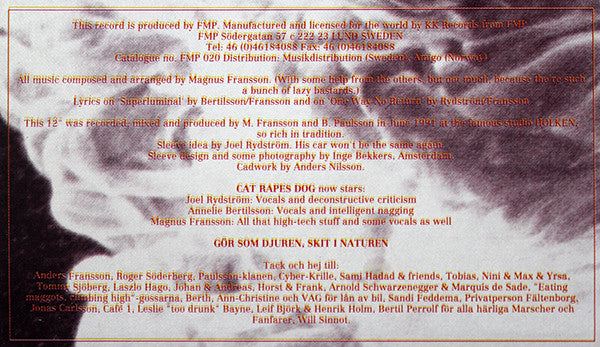 This record is produced by FMP. Manufactured and licensed for the world by KK Records from FMP.
FMP Södergatan 57 c 222 23 LUND SWEDEN
Tel: 46 (0)46184088 Fax: 46 (0)46184088
Catalogue no. FMP 020 Distribution: Musikdistribution (Sweden), Amigo (Norway)
All music composed and arranged by Magnus Fransson. (With some help from the others, but not much, because the're such
a bunch of lazy bastards.)
Lyrics on 'Superluminal' by Bertilsson/Fransson and on 'One Way No Return' by Rydström/Fransson
This 12" was recorded, mixed and produced by M. Fransson and B. Paulsson in June 1991 at the famous studio HOLKEN,
so rich in tradition.
Sleeve idea by Joel Rydström. His car won't be the same again.
Sleeve design and some photography by Inge Bekkers, Amsterdam.
Cadwork by Anders Nilsson.
CAT RAPES DOG now stars:
Joel Rydström: Vocals and deconstructive criticism
Annelie Bertilsson: Vocals and intelligent nagging
Magnus Fransson: All that high-tech stuff and some vocals as well
GÖR SOM DJUREN, SKIT I NATUREN
Tack och hej till:
Anders Fransson, Roger Söderberg, Paulsson-klanen, Cyber-Krille, Sami Hadad & friends, Tobias, Nini & Max & Yrsa,
Tommy Sjöberg, Laszlo Hago, Johan & Andreas, Horst & Frank, Arnold Schwarzenegger & Marquis de Sade, "Eating
maggots, climbing high"-gossarna, Berth, Ann-Christine och VAG för lån av bil, Sandi Feddema, Privatperson Fältenborg,
Jonas Carlsson, Café 1, Leslie "too drunk" Bayne, Leif Björk & Henrik Holm, Bertil Perrolf för alla härliga Marscher och
Fanfarer, Will Sinnot.